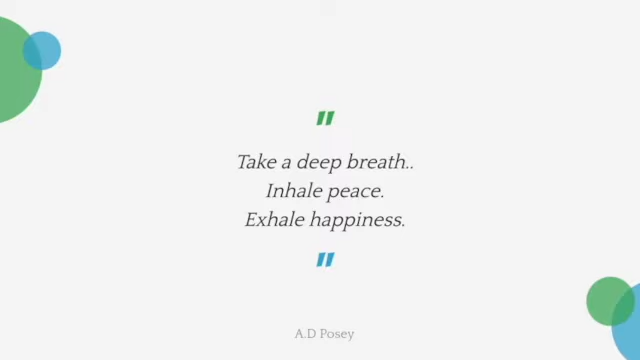 "
Take a deep breath..
Inhale peace.
Exhale happiness.
"
A.D Posey